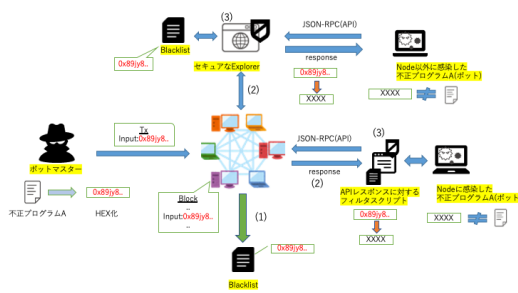 (3)
JSON-RPC(API)
Blacklist
response
0x89jy8..
セキュアなExplorer
0x89jy8..
Node以外に感染した
不正プログラムA(ボット)
XXXX
XXXX
(2)
Tx
Input:0x89jy8..
JSON-RPC(API)
(3)
response
(2)
ボットマスター
APIレスポンスに対する
フィルタスクリプト
Nodeに感染した
不正プログラムA(ボット
0x89jy8..
Block
..
Input:0x89jy8..
..
0x89jy8..
XXXX
XXXX
不正プログラムA
HEX化
(1)
0x89jy8..
Blacklist